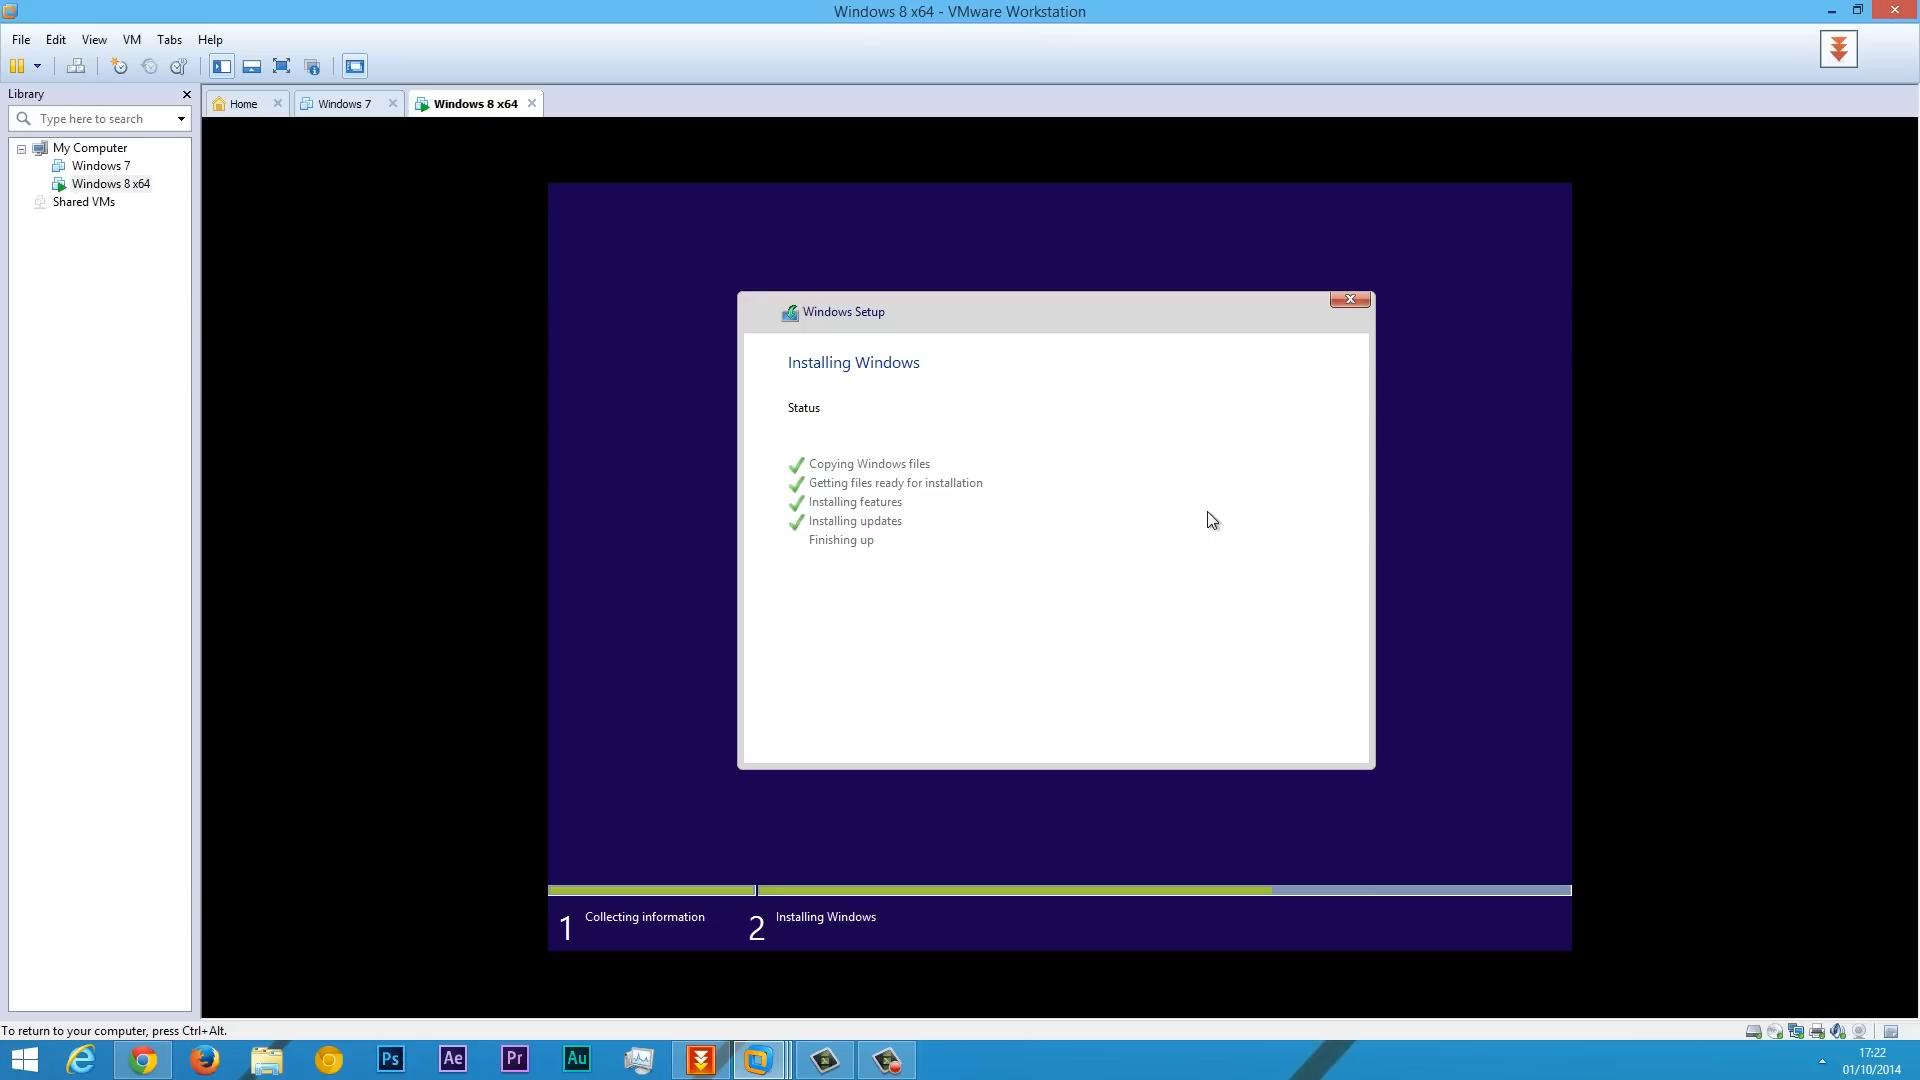 Windows 8 x64 - VMware Workstation
File Edit View VM Tabs Help
Library
Home
Windows 7
Windows 8 x64
Type here to search
My Computer
Windows 7
Windows 8 x64
Shared VMs
Windows Setup
Installing Windows
Status
Copying Windows files
Getting files ready for installation
Installing features
Installing updates
Finishing up
1 Collecting information
2 Installing Windows
To return to your computer, press Ctrl+Alt.
Ps
Ae
Pr
Au
17:22
01/10/2014